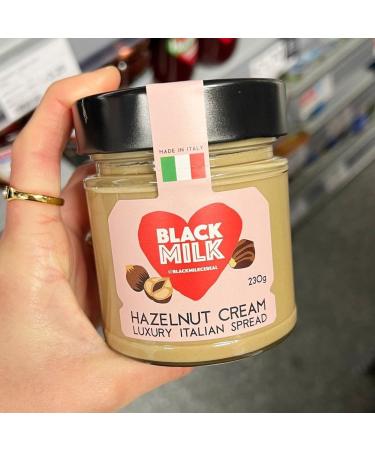 MADE IN ITALY
BLACK
MILK
@BLACKMILKCEREAL
230g
HAZELNUT CREAM
LUXURY ITALIAN SPREAD